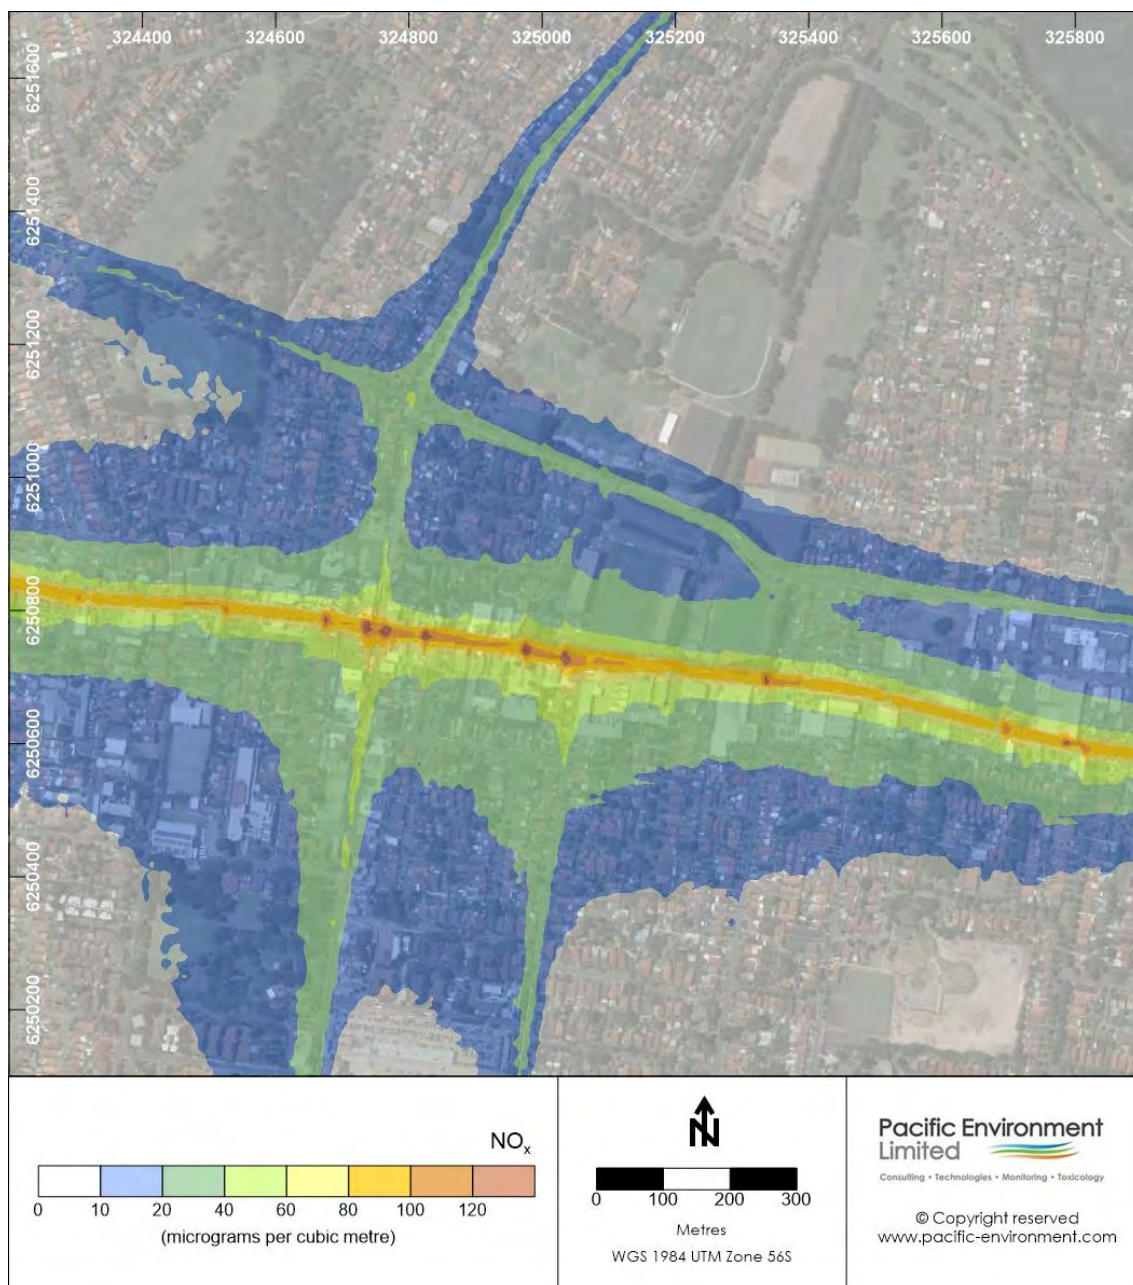 324400 324600 324800 325000 325200 325400 325600 325800
6251600
6251400
6251200
6251000
6250800
6250600
6250400
6250200
NOx
0 10 20 40 60 80 100 120
(micrograms per cubic metre)
N
0 100 200 300
Metres
WGS 1984 UTM Zone 56S
Pacific Environment
Limited
Consulting • Technologies • Monitoring • Toxicology
© Copyright reserved
www.pacific-environment.com